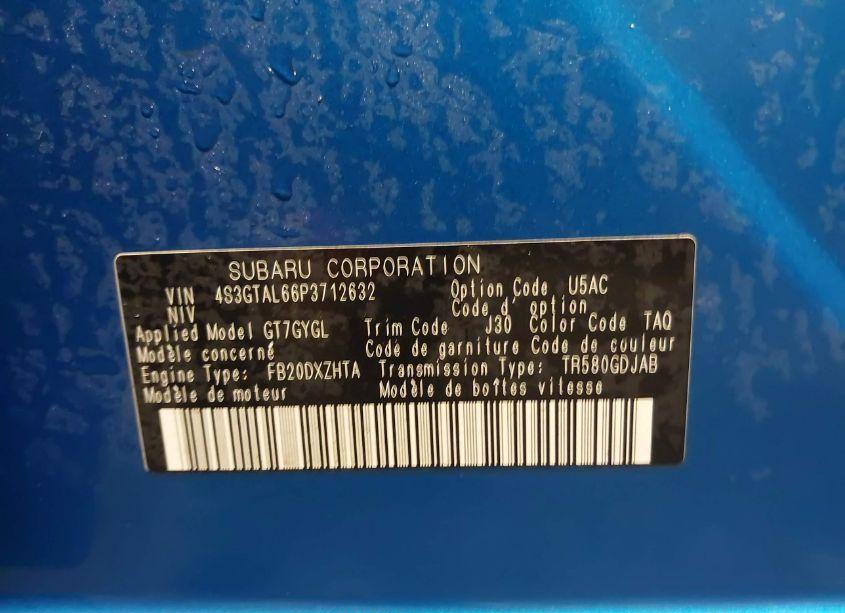 SUBARU CORPORATION
VIN 4S3GTAL66P3712632 Option Code U5AC
NIV Code d' option
Applied Model GT7GYGL Trim Code J30 Color Code TAQ
Modèle concerné Code de garniture Code de couleur
Engine Type: FB20DXZHTA Transmission Type: TR580GDJAB
Modèle de moteur Modèle de boîtes vitesse